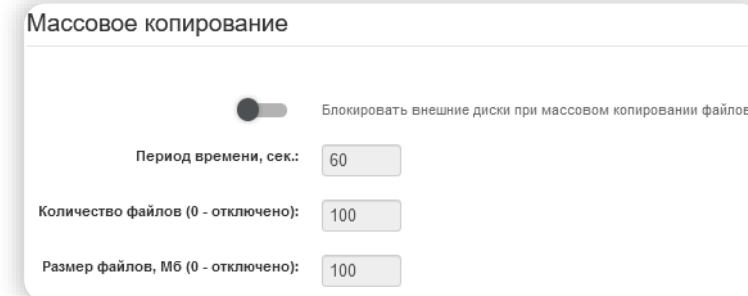 Массовое копирование
Блокировать внешние диски при массовом копировании файлов
Период времени, сек.: 60
Количество файлов (0 - отключено): 100
Размер файлов, Мб (0 - отключено): 100